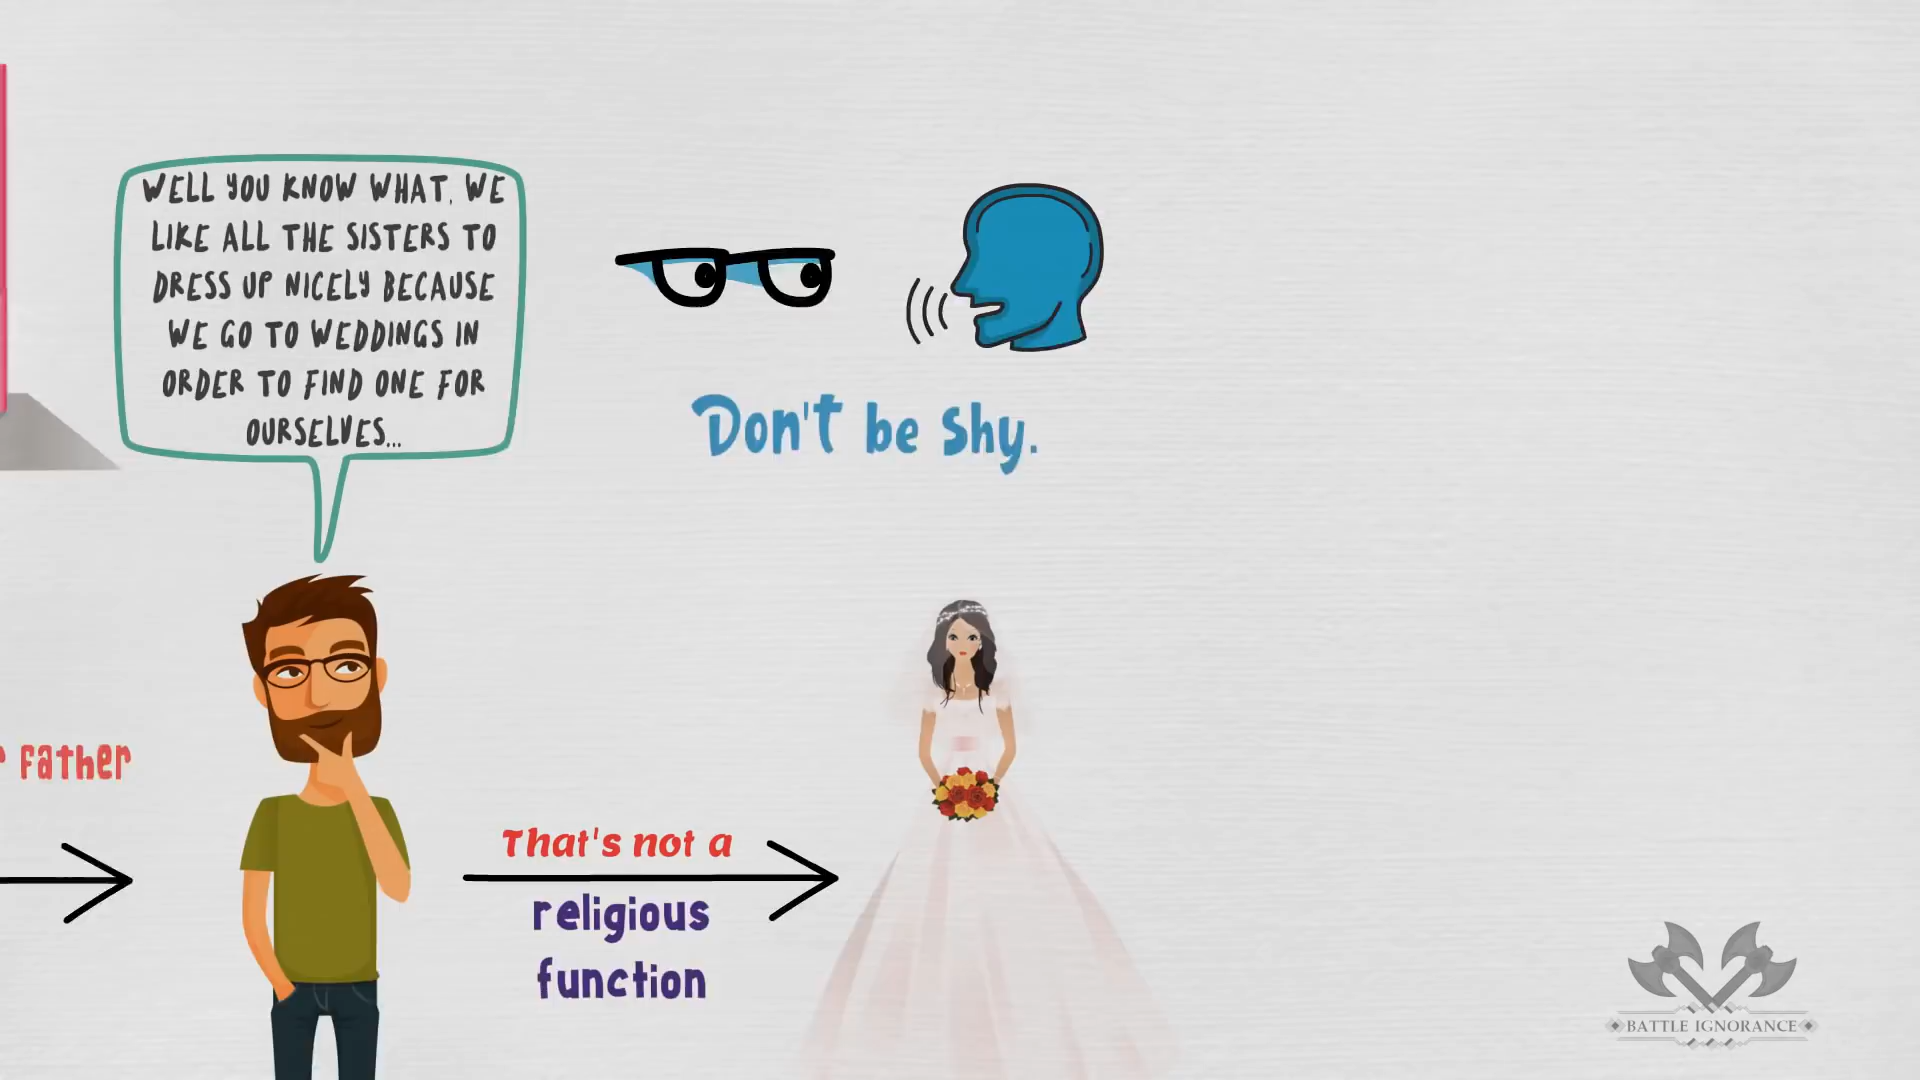 WELL YOU KNOW WHAT, WE
LIKE ALL THE SISTERS TO
DRESS UP NICELY BECAUSE
WE GO TO WEDDINGS IN
ORDER TO FIND ONE FOR
OURSELVES...
Don't be Shy.
Father
That's not a
religious
function
BATTLE IGNORANCE